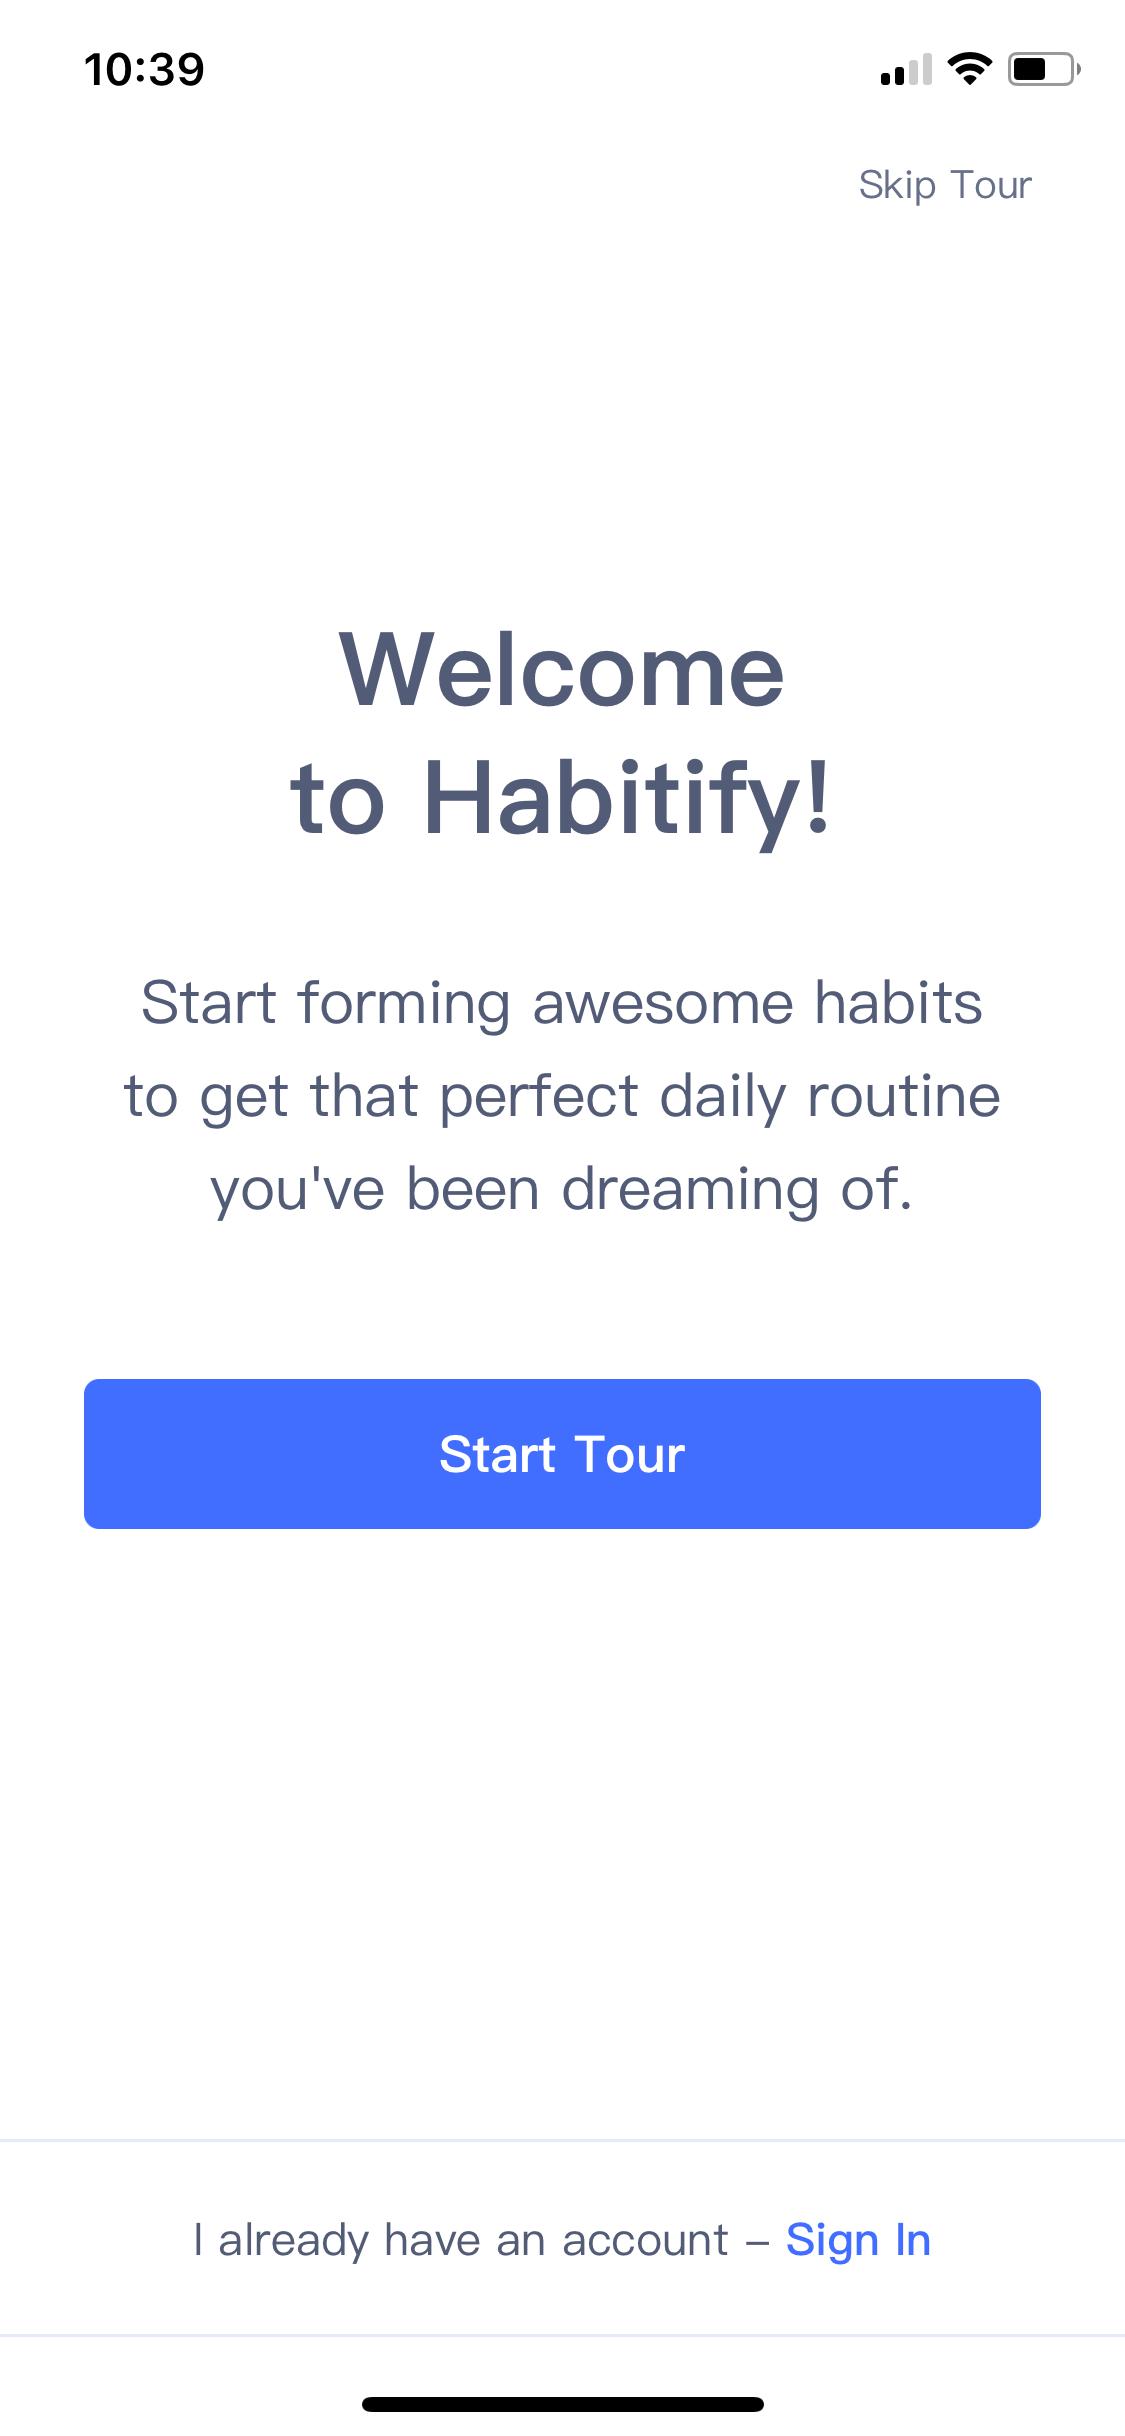 10:39
Skip Tour
Welcome
to Habitify!
Start forming awesome habits
to get that perfect daily routine
you've been dreaming of.
Start Tour
I already have an account – Sign In